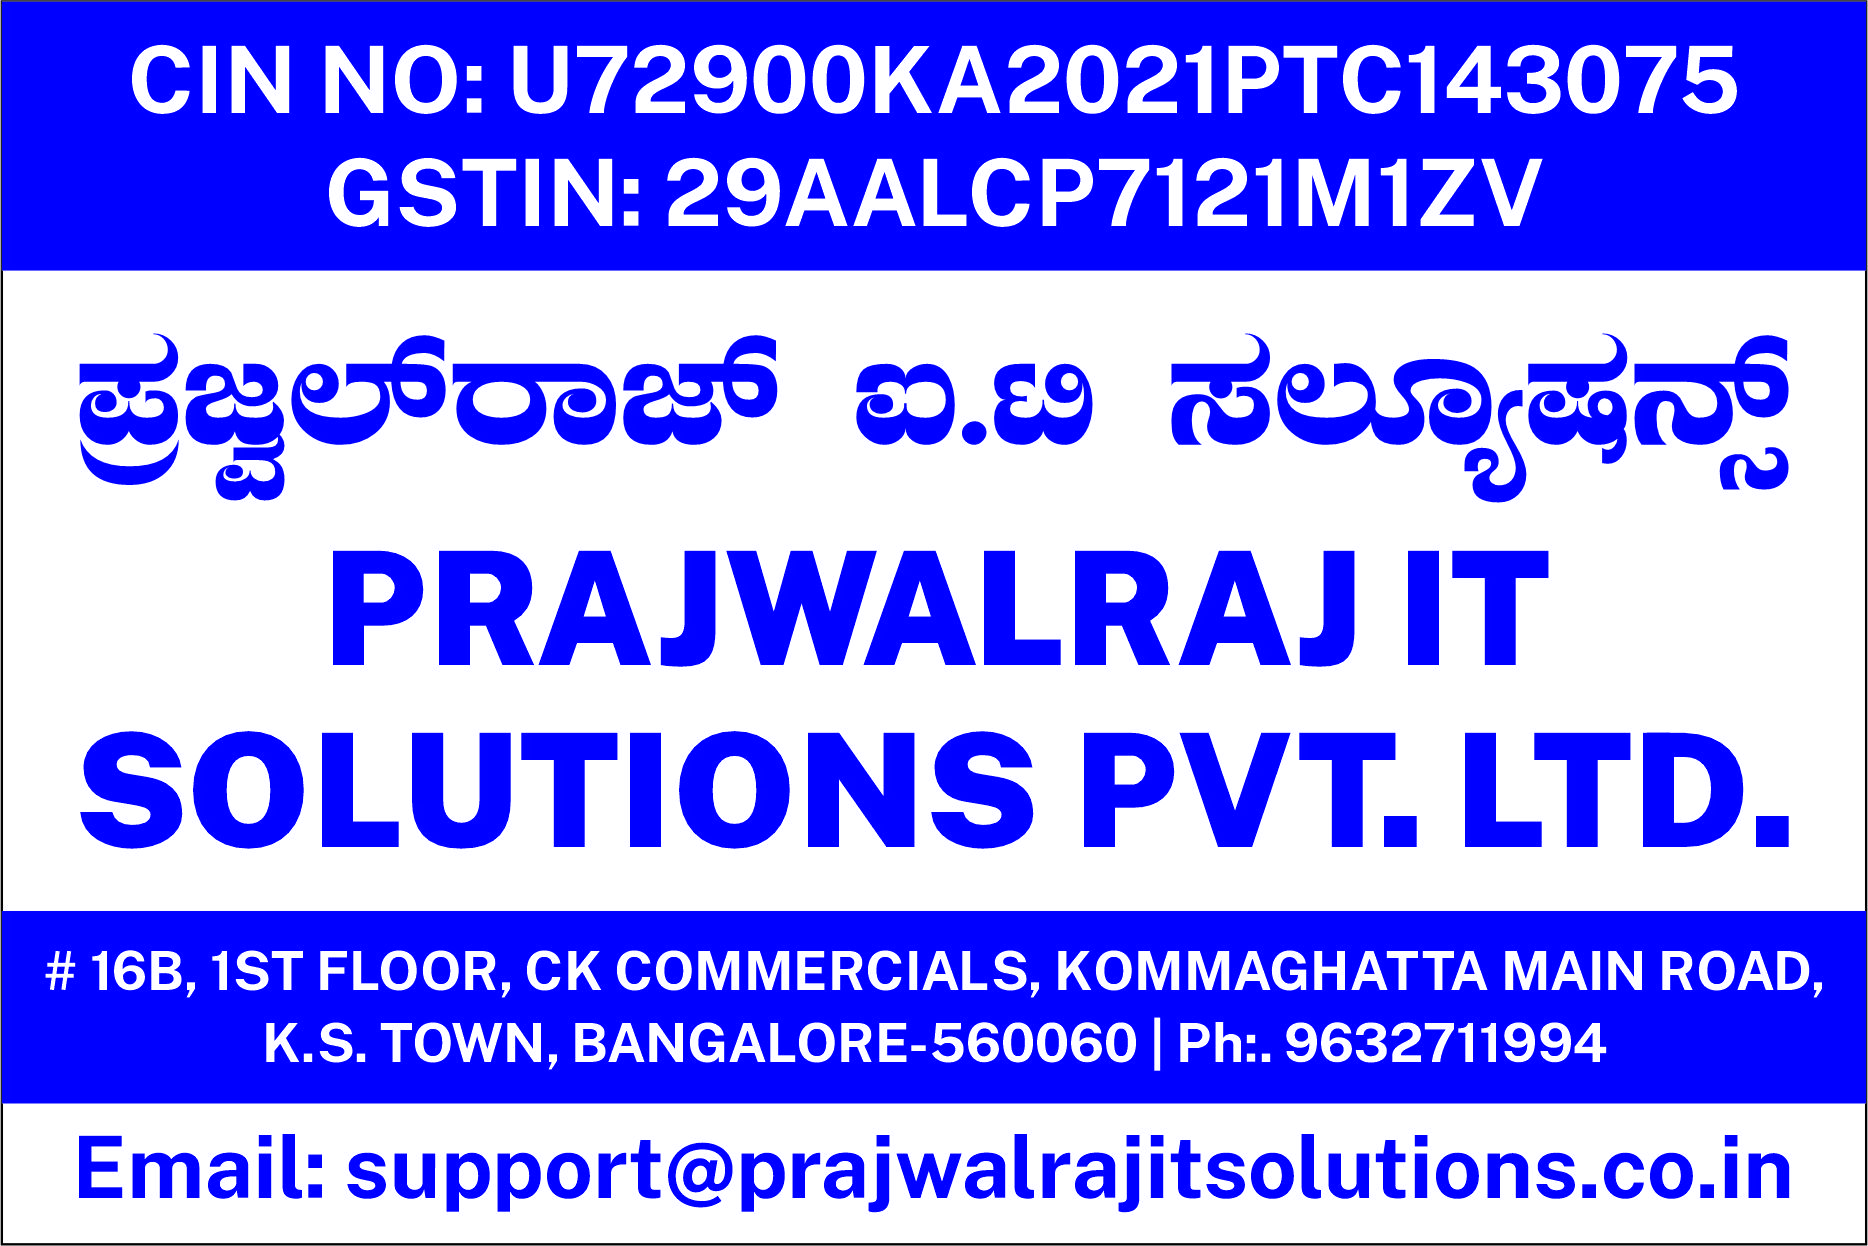 CIN NO: U72900KA2021PTC143075
GSTIN: 29AALCP7121M1ZV
ಪ್ರಜ್ವಲ್‌ರಾಜ್ ಐ.ಟಿ ಸಲ್ಯೂಷನ್ಸ್
PRAJWALRAJ IT
SOLUTIONS PVT. LTD.
# 16B, 1ST FLOOR, CK COMMERCIALS, KOMMAGHATTA MAIN ROAD,
K.S. TOWN, BANGALORE-560060 | Ph:. 9632711994
Email: support@prajwalrajitsolutions.co.in